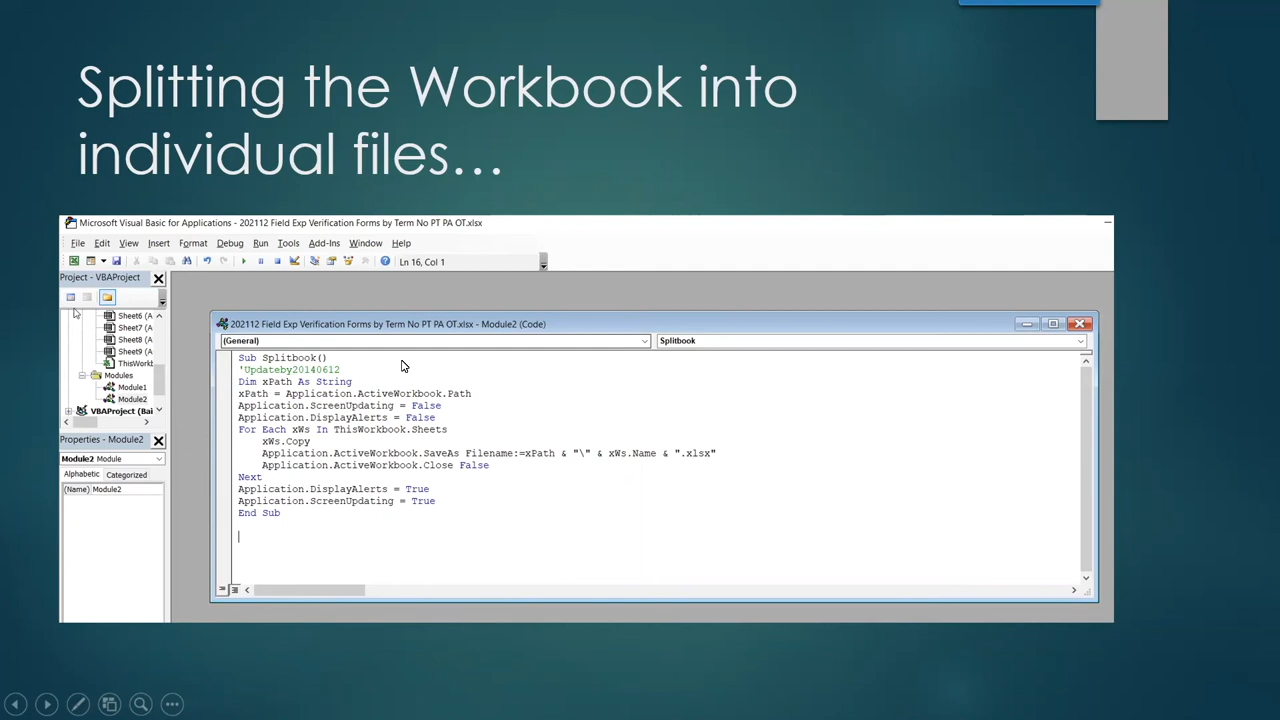 Splitting the Workbook into
individual files…
Microsoft Visual Basic for Applications - 202112 Field Exp Verification Forms by Term No PT PA OT.xlsx
File Edit View Insert Format Debug Run Tools Add-Ins Window Help
Ln 16, Col 1
Project - VBAProject
Sheet6 (A
Sheet7 (A
Sheet8 (A
Sheet9 (A
ThisWorkl
Modules
Module1
Module2
VBAProject (Bai
Properties - Module2
Module2 Module
Alphabetic Categorized
(Name) Module2
202112 Field Exp Verification Forms by Term No PT PA OT.xlsx - Module2 (Code)
(General) Splitbook
Sub Splitbook()
'Updateby20140612
Dim xPath As String
xPath = Application.ActiveWorkbook.Path
Application.ScreenUpdating = False
Application.DisplayAlerts = False
For Each xWs In ThisWorkbook.Sheets
    xWs.Copy
    Application.ActiveWorkbook.SaveAs Filename:=xPath & "\" & xWs.Name & ".xlsx"
    Application.ActiveWorkbook.Close False
Next
Application.DisplayAlerts = True
Application.ScreenUpdating = True
End Sub